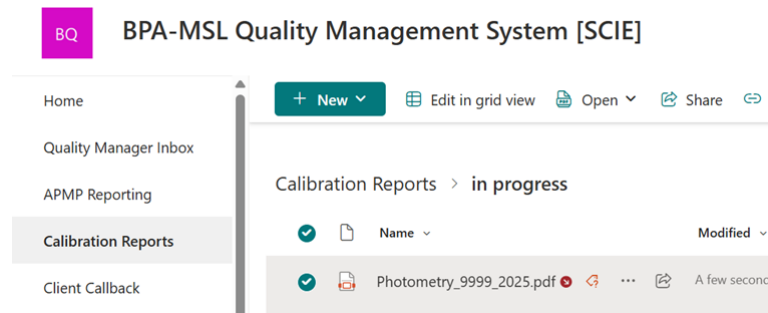 BQ
BPA-MSL Quality Management System [SCIE]
Home
Quality Manager Inbox
APMP Reporting
Calibration Reports
Client Callback
+ New
Edit in grid view
Open
Share
Calibration Reports > in progress
Name
Modified
Photometry_9999_2025.pdf
A few second